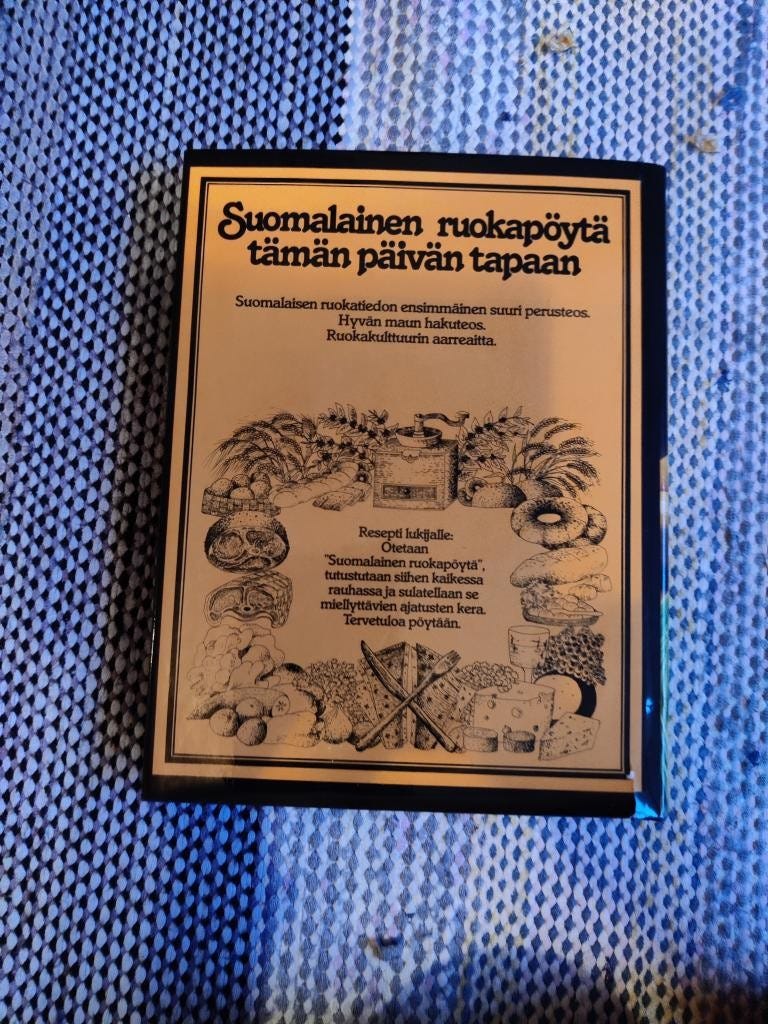 Suomalainen ruokapöytä
tämän päivän tapaan
Suomalaisen ruokatiedon ensimmäinen suuri perusteos.
Hyvän maun hakuteos.
Ruokakulttuurin aarreaitta.
Resepti lukijalle:
Otetaan
"Suomalainen ruokapöytä",
tutustutaan siihen kaikessa
rauhassa ja sulatellaan se
miellyttävien ajatusten kera.
Tervetuloa pöytään.